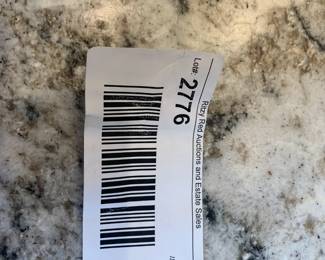 Ritzy Red Auctions and Estate Sales
Lot#: 2776